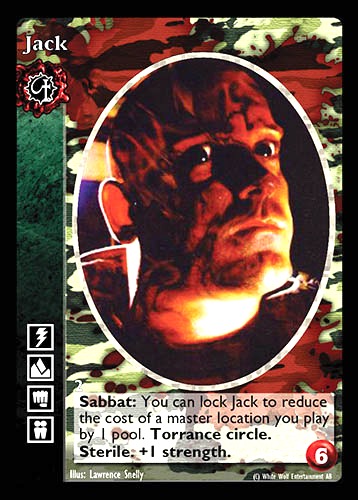 Jack
2
Sabbat: You can lock Jack to reduce
the cost of a master location you play
by 1 pool. Torrance circle.
Sterile. +1 strength.
6
Illus: Lawrence Snelly
(C) White Wolf Entertainment AB